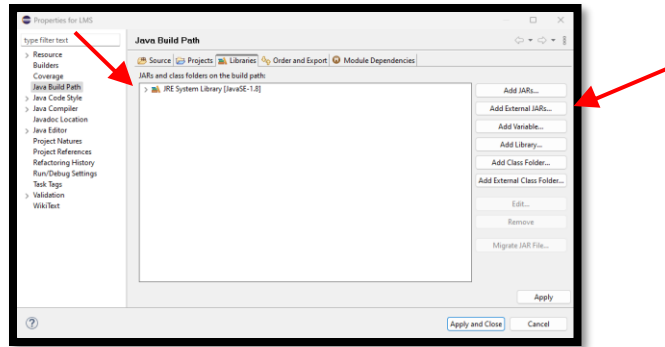 Properties for LMS
type filter text
Java Build Path
Resource
Builders
Coverage
Java Build Path
Java Code Style
Java Compiler
Javadoc Location
Java Editor
Project Natures
Project References
Refactoring History
Run/Debug Settings
Task Tags
Validation
WikiText
Source Projects Libraries Order and Export Module Dependencies
JARs and class folders on the build path:
JRE System Library [JavaSE-1.8]
Add JARs...
Add External JARs...
Add Variable...
Add Library...
Add Class Folder...
Add External Class Folder...
Edit...
Remove
Migrate JAR File...
Apply
Apply and Close Cancel